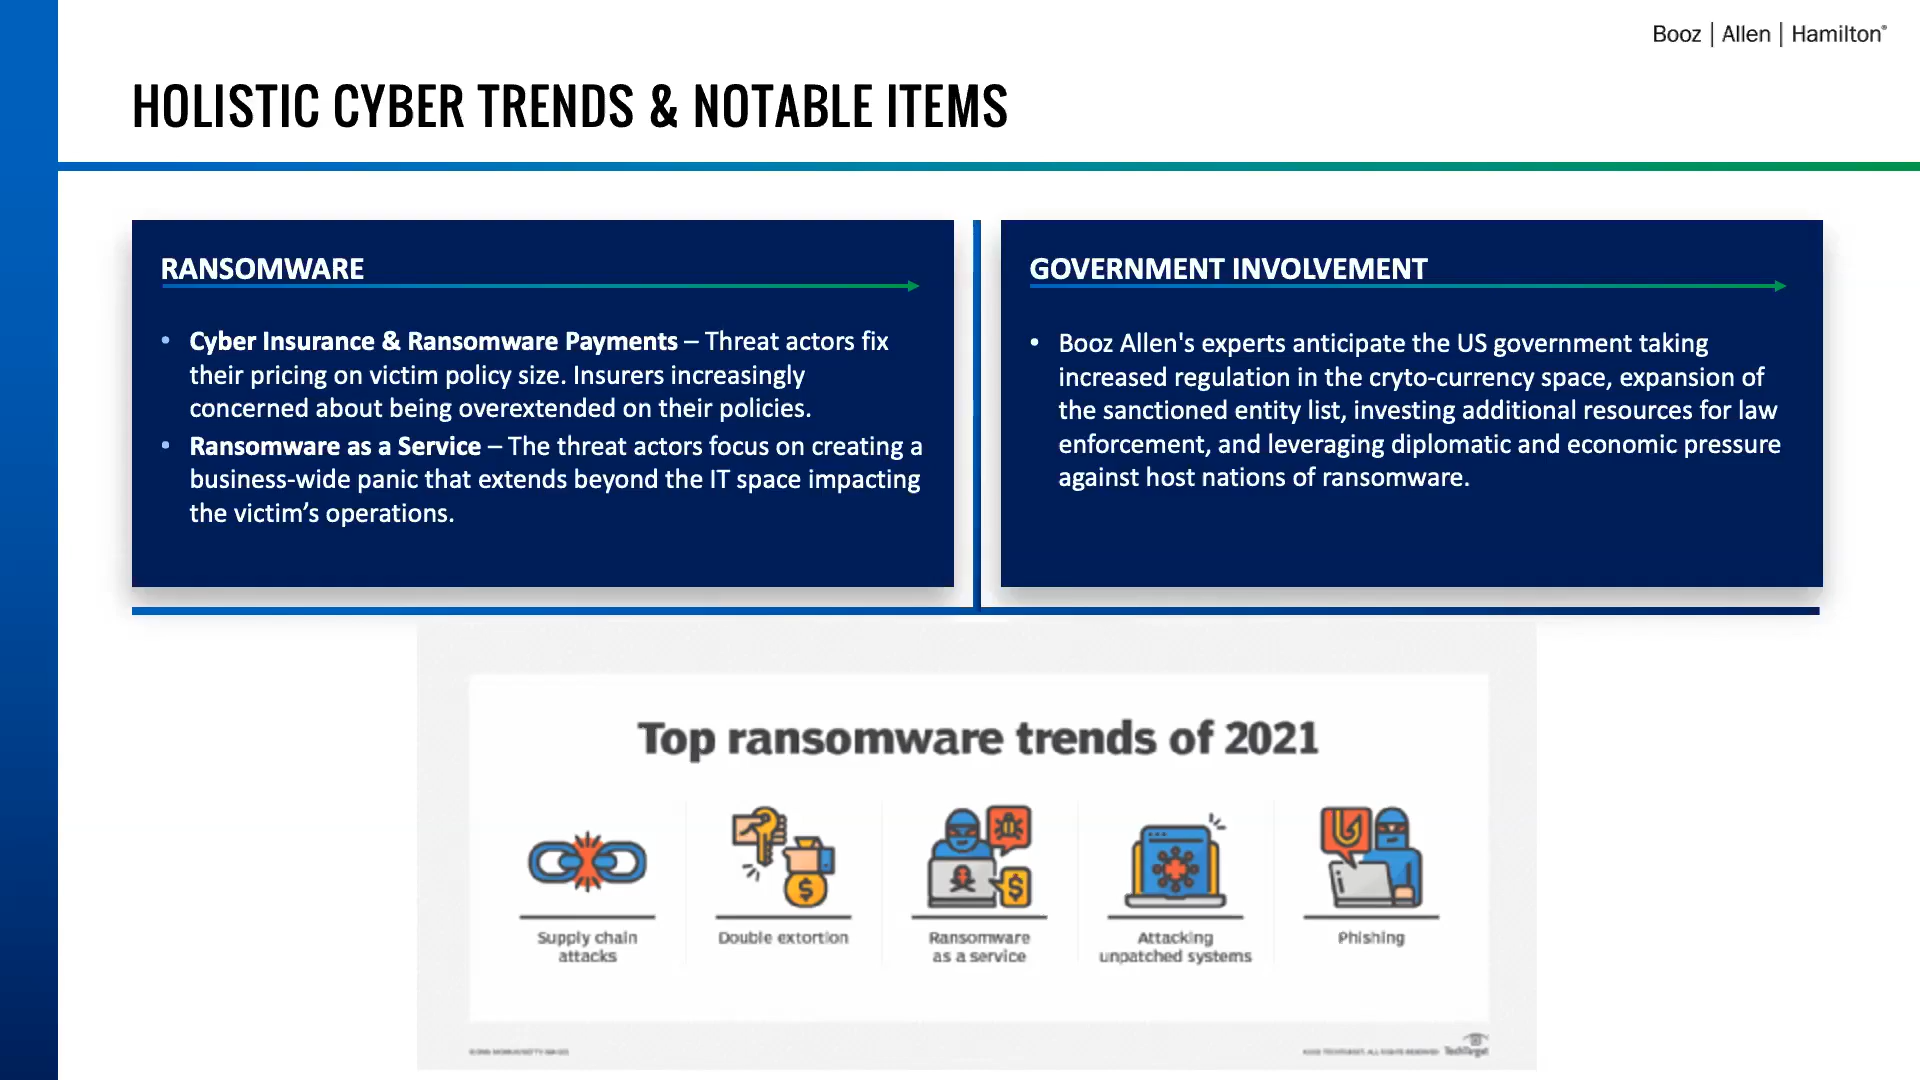 Booz | Allen | Hamilton®
HOLISTIC CYBER TRENDS & NOTABLE ITEMS
RANSOMWARE
• Cyber Insurance & Ransomware Payments – Threat actors fix
their pricing on victim policy size. Insurers increasingly
concerned about being overextended on their policies.
• Ransomware as a Service – The threat actors focus on creating a
business-wide panic that extends beyond the IT space impacting
the victim’s operations.
GOVERNMENT INVOLVEMENT
• Booz Allen's experts anticipate the US government taking
increased regulation in the cryto-currency space, expansion of
the sanctioned entity list, investing additional resources for law
enforcement, and leveraging diplomatic and economic pressure
against host nations of ransomware.
Top ransomware trends of 2021
Supply chain
attacks
Double extortion
Ransomware
as a service
Attacking
unpatched systems
Phishing
TechTarget